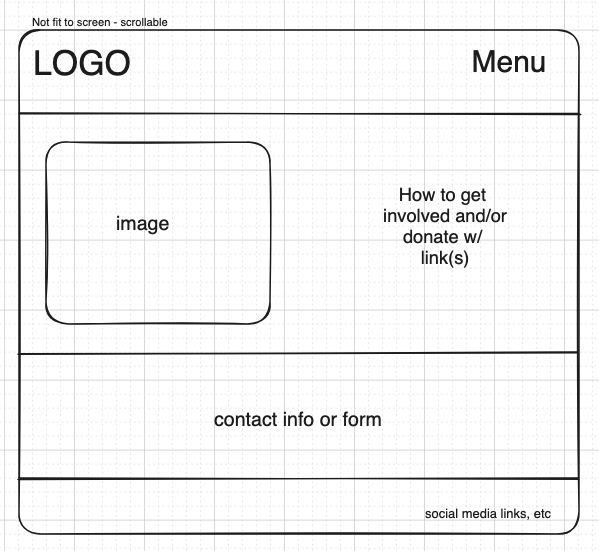 Not fit to screen - scrollable
LOGO
Menu
image
How to get
involved and/or
donate w/
link(s)
contact info or form
social media links, etc